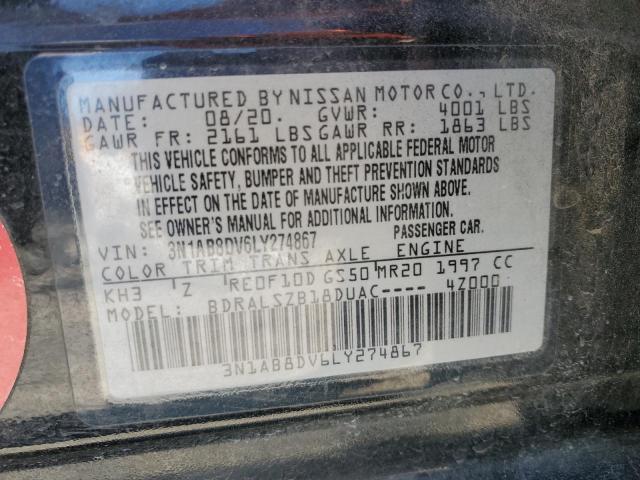 MANUFACTURED BY NISSAN MOTOR CO., LTD.
DATE: 08/20. GVWR: 4001 LBS
GAWR FR: 2161 LBS GAWR RR: 1863 LBS
THIS VEHICLE CONFORMS TO ALL APPLICABLE FEDERAL MOTOR
VEHICLE SAFETY, BUMPER AND THEFT PREVENTION STANDARDS
IN EFFECT ON THE DATE OF MANUFACTURE SHOWN ABOVE.
SEE OWNER'S MANUAL FOR ADDITIONAL INFORMATION.
VIN: 3N1AB8DV6LY274867 PASSENGER CAR.
COLOR TRIM TRANS AXLE ENGINE
KH3 Z RE0F10D GS50 MR20 1997 CC
MODEL: BDRALSZB18DUAC---- 4Z000-
3N1AB8DV6LY274867